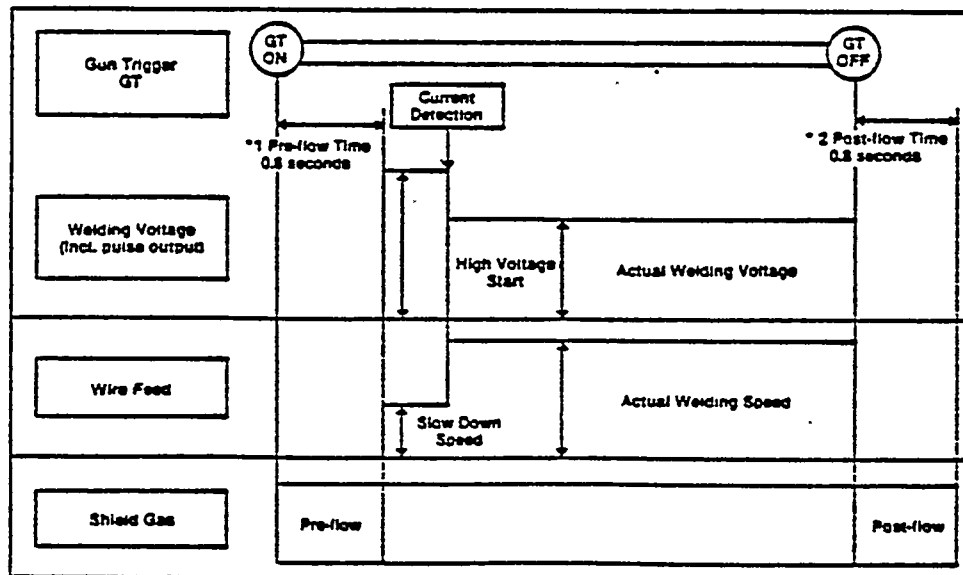 Gun Trigger
GT
GT
ON
GT
OFF
Current
Detection
*1 Pre-flow Time
0.8 seconds
* 2 Post-flow Time
0.8 seconds
Welding Voltage
(Incl. pulse output)
High Voltage
Start
Actual Welding Voltage
Wire Feed
Slow Down
Speed
Actual Welding Speed
Shield Gas
Pre-flow
Post-flow